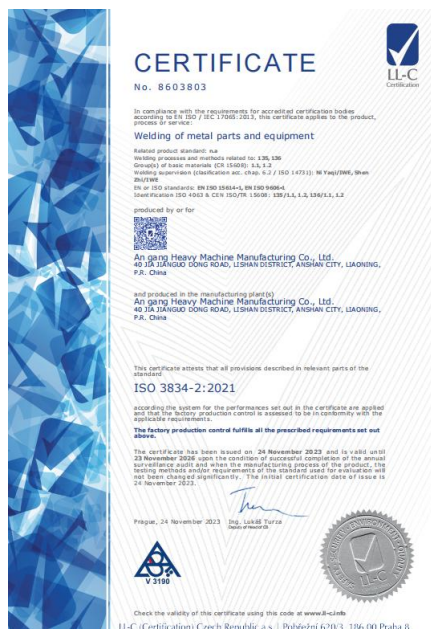 CERTIFICATE
No. 8603803
LL-C
Certification
In compliance with the requirements for accredited certification bodies
according to EN ISO / IEC 17065:2013, this certificate applies to the product,
process or service:
Welding of metal parts and equipment
Related product standard: n.a
Welding processes and methods related to: 135, 136
Group(s) of basic materials (CR 15608): 1.1, 1.2
Welding supervision (clasification acc. chap. 6.2 / ISO 14731): Ni Yaqi/IWE, Shen
Zhi/IWE
EN or ISO standards: EN ISO 15614-1, EN ISO 9606-1
Identification ISO 4063 & CEN ISO/TR 15608: 135/1.1, 1.2, 136/1.1, 1.2
produced by or for
An gang Heavy Machine Manufacturing Co., Ltd.
40 JIA JIANGUO DONG ROAD, LISHAN DISTRICT, ANSHAN CITY, LIAONING,
P.R. China
and produced in the manufacturing plant(s)
An gang Heavy Machine Manufacturing Co., Ltd.
40 JIA JIANGUO DONG ROAD, LISHAN DISTRICT, ANSHAN CITY, LIAONING,
P.R. China
This certificate attests that all provisions described in relevant parts of the
standard
ISO 3834-2:2021
according the system for the performances set out in the certificate are applied
and that the factory production control is assessed to be in conformity with the
applicable requirements.
The factory production control fulfills all the prescribed requirements set out
above.
The certificate has been issued on 24 November 2023 and is valid until
23 November 2026 upon the condition of successful completion of the annual
surveillance audit and when the manufacturing process of the product, the
testing methods and/or requirements of the standard used for evaluation will
not been changed significantly. The initial certification date of issue is
24 November 2023.
Prague, 24 November 2023
Ing. Lukáš Turza
Deputy of Head of CB
V 3190
LL-C
Check the validity of this certificate using this code at www.ll-c.info
LL-C (Certification) Czech Republic a.s. | Pobřežní 620/3, 186 00 Praha 8